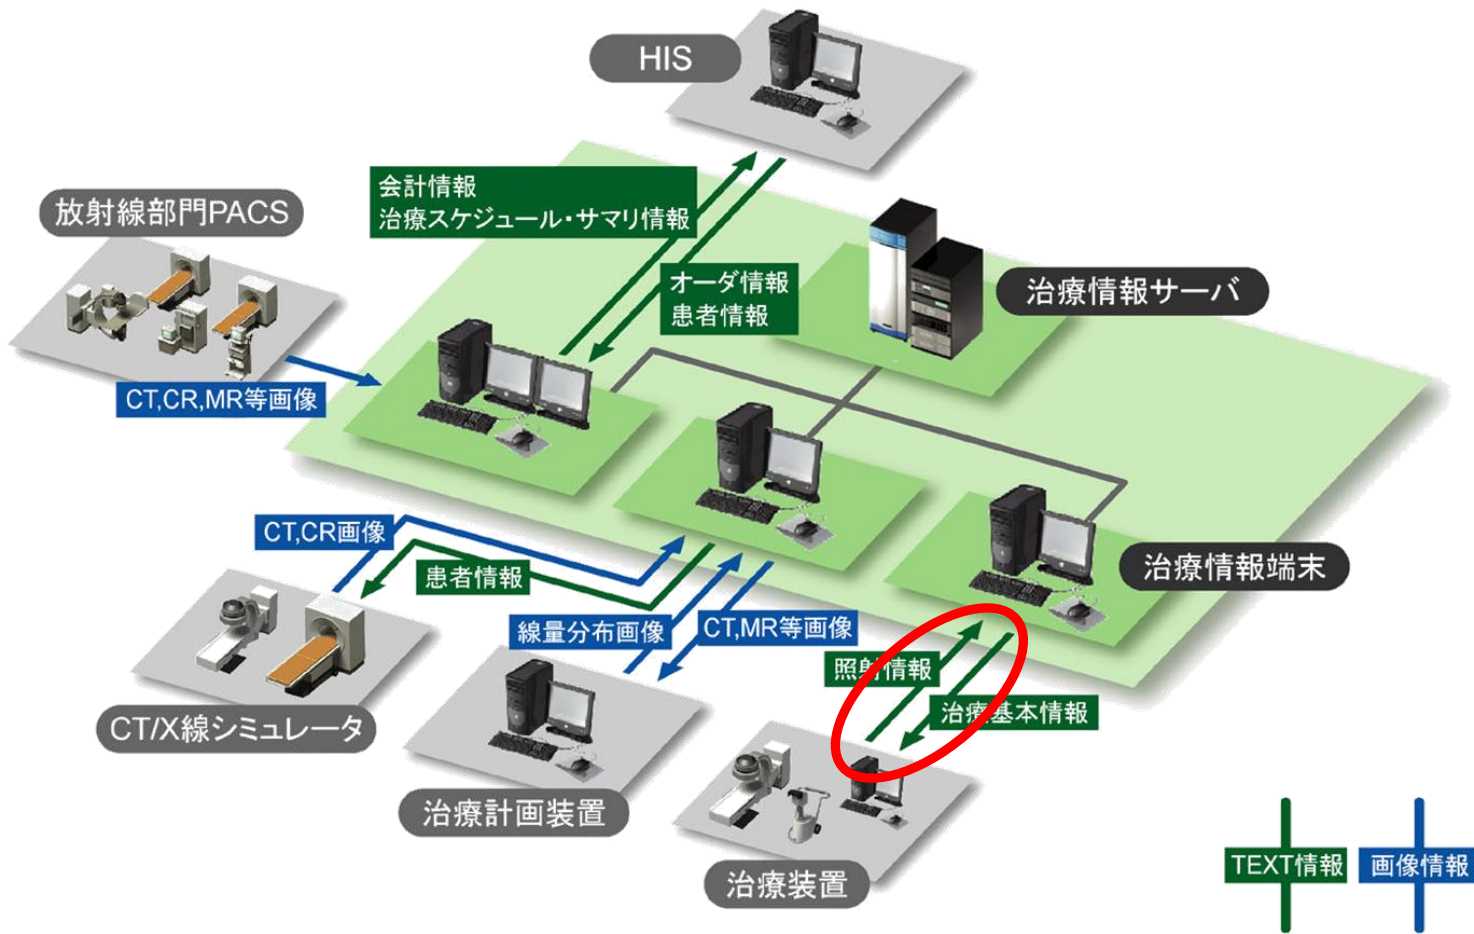 HIS
会計情報
治療スケジュール・サマリ情報
放射線部門PACS
オーダ情報
患者情報
治療情報サーバ
CT,CR,MR等画像
CT,CR画像
患者情報
治療情報端末
線量分布画像
CT,MR等画像
照射情報
治療基本情報
CT/X線シミュレータ
治療計画装置
治療装置
TEXT情報
画像情報